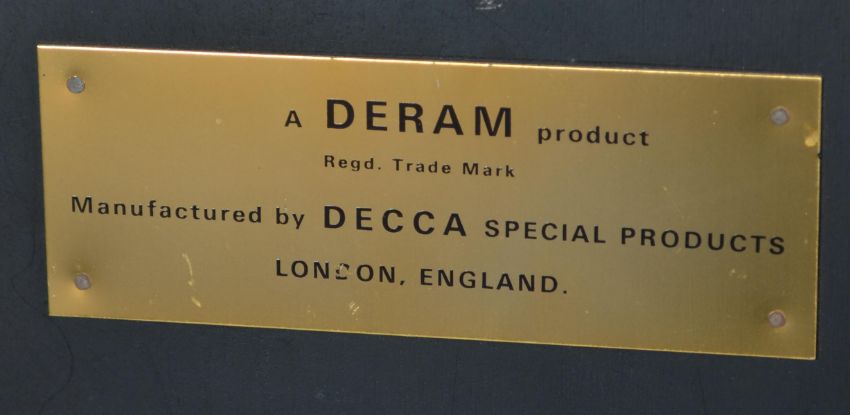 A DERAM product
Regd. Trade Mark
Manufactured by DECCA SPECIAL PRODUCTS
LONDON, ENGLAND.